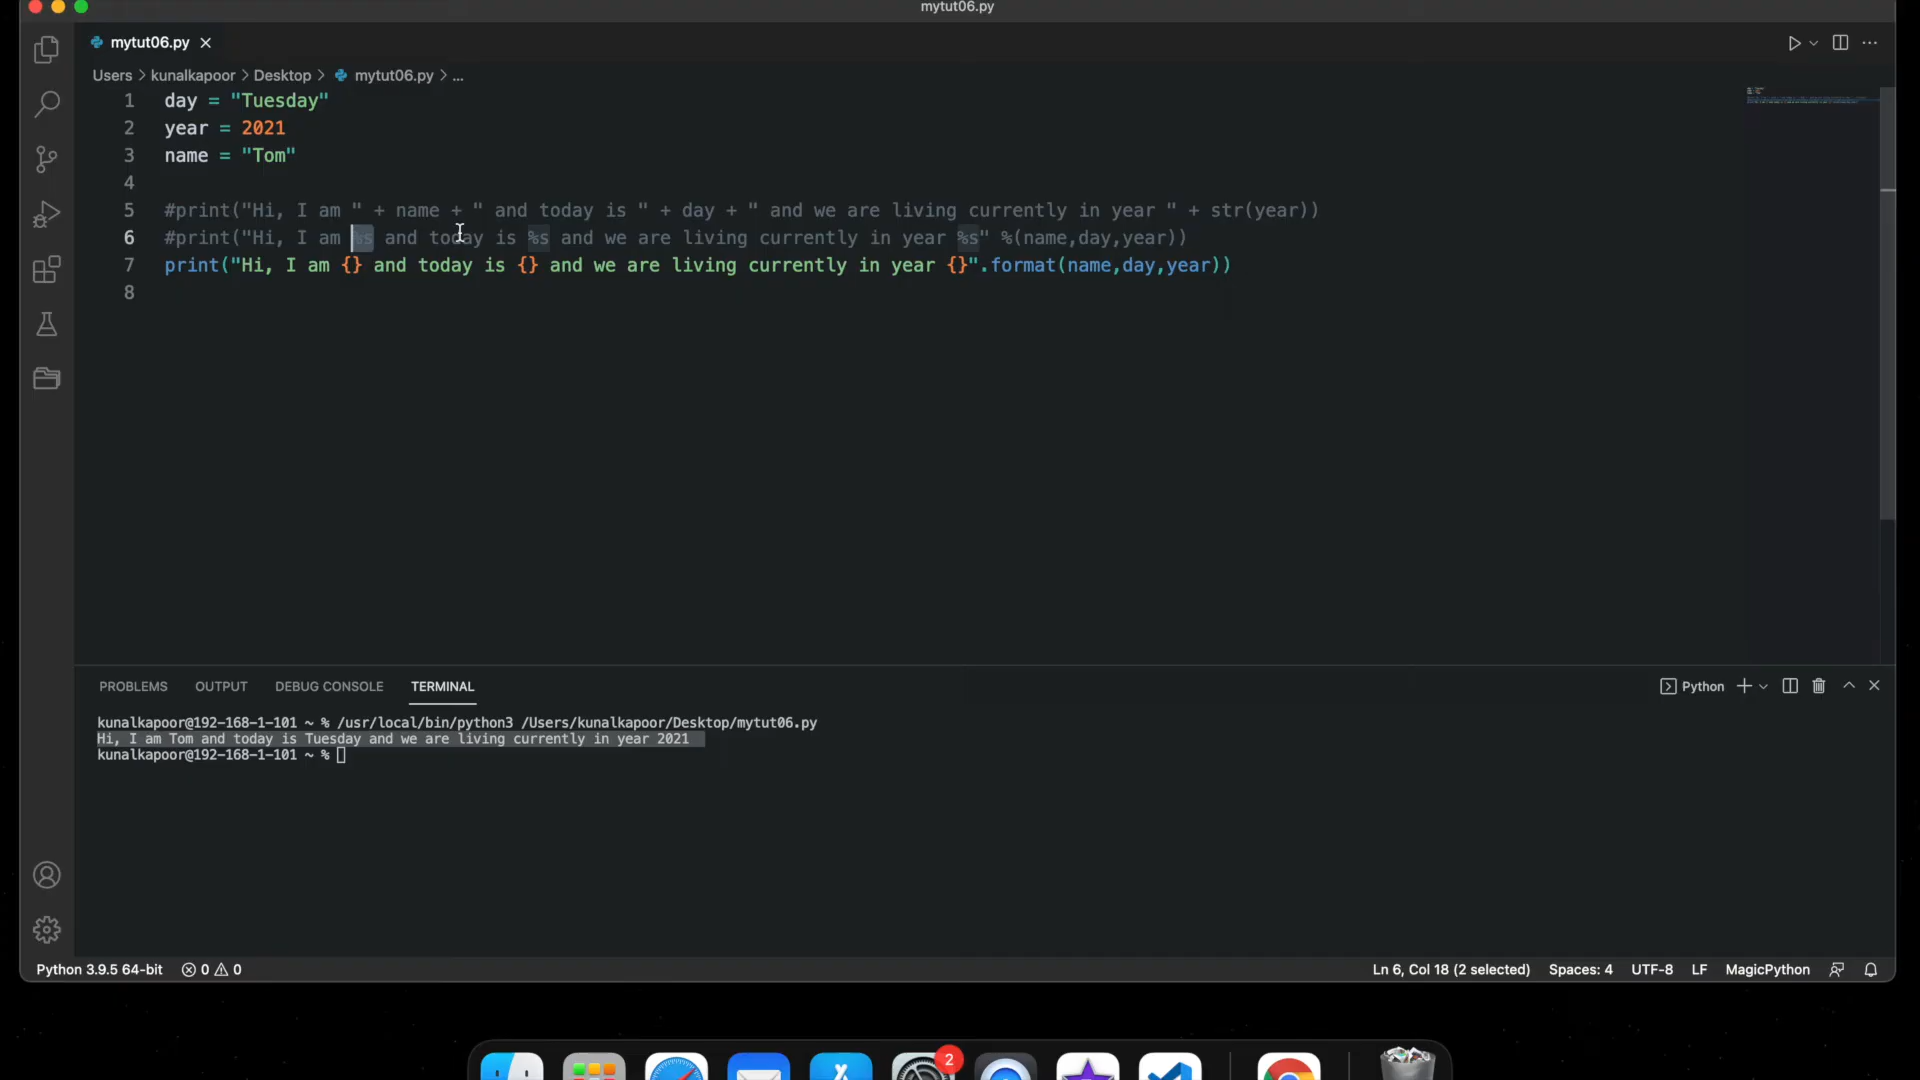 mytut06.py
mytut06.py
Users > kunalkapoor > Desktop > mytut06.py > ...
1 day = "Tuesday"
2 year = 2021
3 name = "Tom"
4
5 #print("Hi, I am " + name + " and today is " + day + " and we are living currently in year " + str(year))
6 #print("Hi, I am %s and today is %s and we are living currently in year %s" %(name,day,year))
7 print("Hi, I am {} and today is {} and we are living currently in year {}".format(name,day,year))
8
PROBLEMS OUTPUT DEBUG CONSOLE TERMINAL Python
kunalkapoor@192-168-1-101 ~ % /usr/local/bin/python3 /Users/kunalkapoor/Desktop/mytut06.py
Hi, I am Tom and today is Tuesday and we are living currently in year 2021
kunalkapoor@192-168-1-101 ~ %
Python 3.9.5 64-bit 0 0 Ln 6, Col 18 (2 selected) Spaces: 4 UTF-8 LF MagicPython
2